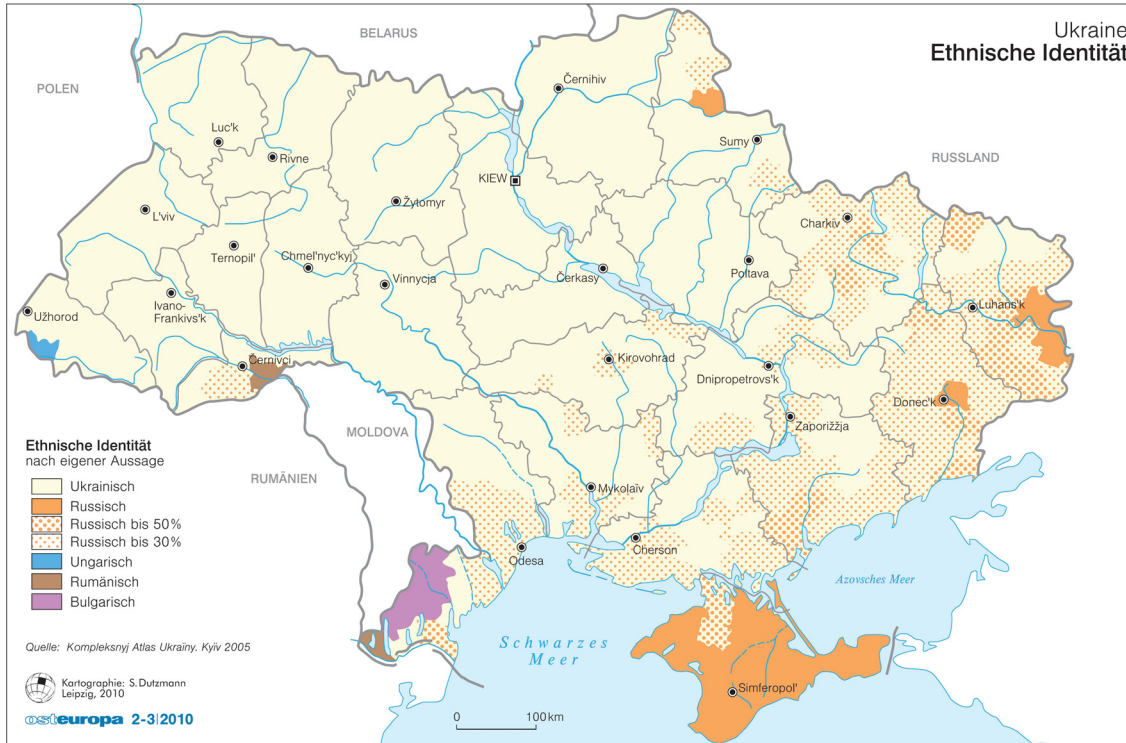 Ukraine
Ethnische Identität
BELARUS
POLEN
RUSSLAND
MOLDOVA
RUMÄNIEN
Černihiv
Luc'k
Rivne
Sumy
KIEW
Žytomyr
L'viv
Charkiv
Ternopil'
Chmel'nyc'kyj
Vinnycja
Čerkasy
Poltava
Užhorod
Ivano-
Frankivs'k
Luhans'k
Černivci
Kirovohrad
Dnipropetrovs'k
Donec'k
Zaporižžja
Mykolaïv
Odesa
Cherson
Simferopol'
Azovsches Meer
Schwarzes
Meer
Ethnische Identität
nach eigener Aussage
Ukrainisch
Russisch
Russisch bis 50%
Russisch bis 30%
Ungarisch
Rumänisch
Bulgarisch
Quelle: Kompleksnyj Atlas Ukraïny. Kyïv 2005
Kartographie: S.Dutzmann
Leipzig, 2010
osteuropa 2-3|2010
0 100 km